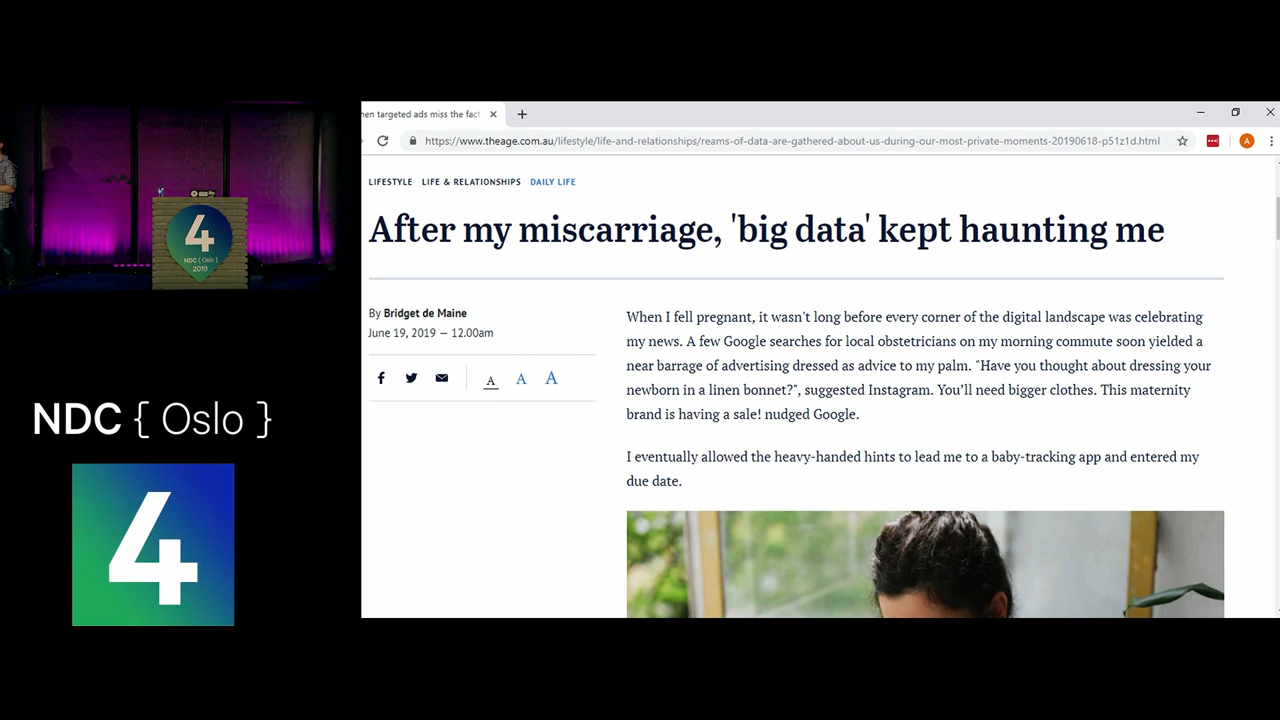 4
NDC { Oslo }
2019
NDC { Oslo }
4
hen targeted ads miss the fact
https://www.theage.com.au/lifestyle/life-and-relationships/reams-of-data-are-gathered-about-us-during-our-most-private-moments-20190618-p51z1d.html
A
LIFESTYLE LIFE & RELATIONSHIPS DAILY LIFE
After my miscarriage, 'big data' kept haunting me
By Bridget de Maine
June 19, 2019 — 12.00am
A A A
When I fell pregnant, it wasn't long before every corner of the digital landscape was celebrating
my news. A few Google searches for local obstetricians on my morning commute soon yielded a
near barrage of advertising dressed as advice to my palm. "Have you thought about dressing your
newborn in a linen bonnet?", suggested Instagram. You’ll need bigger clothes. This maternity
brand is having a sale! nudged Google.
I eventually allowed the heavy-handed hints to lead me to a baby-tracking app and entered my
due date.